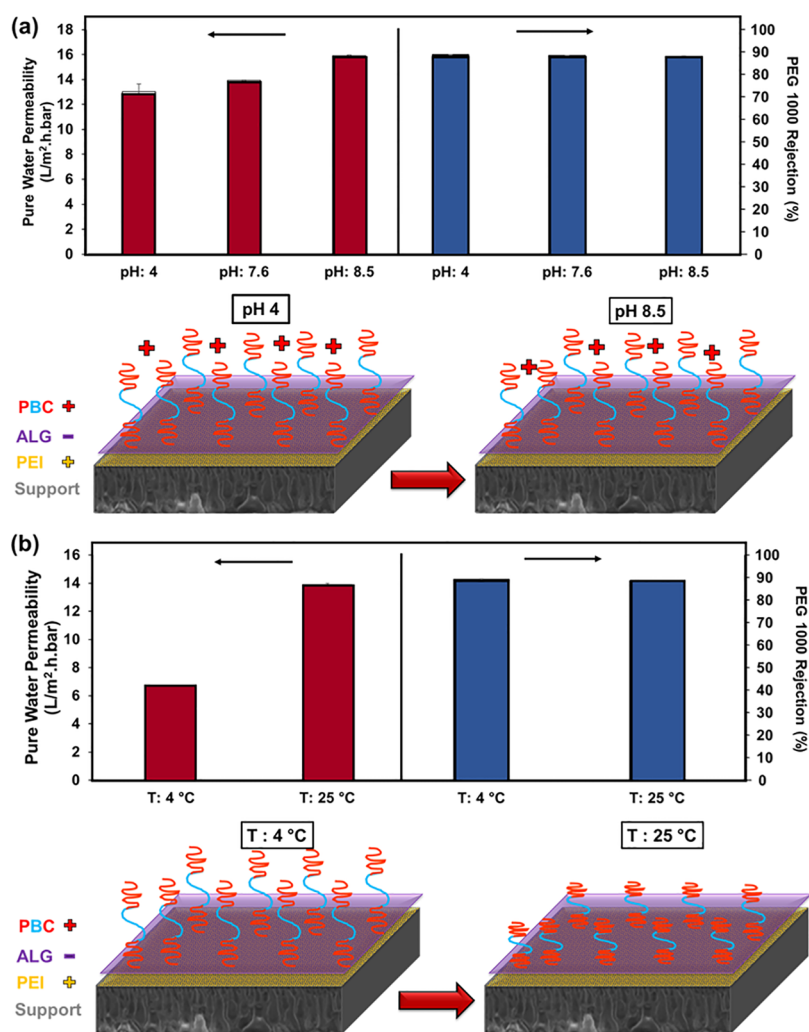 (a)
18
16
14
12
10
8
6
4
2
0
Pure Water Permeability
(L/m².h.bar)
100
90
80
70
60
50
40
30
20
10
0
PEG 1000 Rejection (%)
pH: 4 pH: 7.6 pH: 8.5 pH: 4 pH: 7.6 pH: 8.5
pH 4
pH 8.5
PBC +
ALG -
PEI +
Support
(b)
16
14
12
10
8
6
4
2
0
Pure Water Permeability
(L/m².h.bar)
100
90
80
70
60
50
40
30
20
10
0
PEG 1000 Rejection (%)
T: 4 °C T: 25 °C T: 4 °C T: 25 °C
T : 4 °C
T : 25 °C
PBC +
ALG -
PEI +
Support